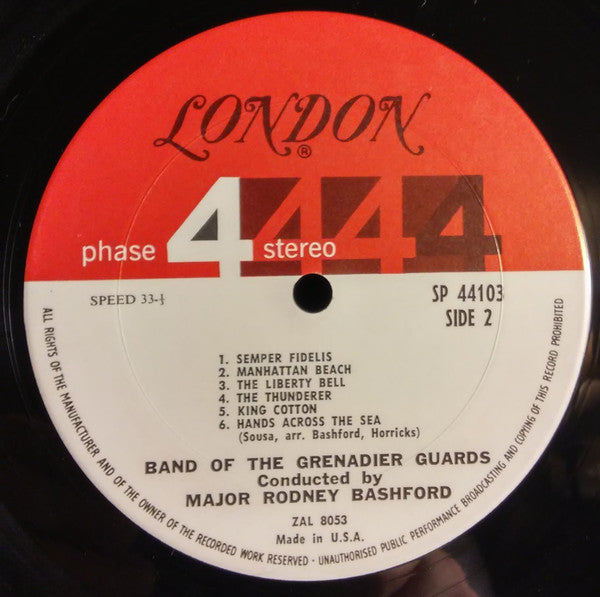 LONDON
®
phase 4 stereo 4 4 4
SPEED 33-⅓
SP 44103
SIDE 2
1. SEMPER FIDELIS
2. MANHATTAN BEACH
3. THE LIBERTY BELL
4. THE THUNDERER
5. KING COTTON
6. HANDS ACROSS THE SEA
(Sousa, arr. Bashford, Horricks)
BAND OF THE GRENADIER GUARDS
Conducted by
MAJOR RODNEY BASHFORD
ZAL 8053
Made in U.S.A.
ALL RIGHTS OF THE MANUFACTURER AND OF THE OWNER OF THE RECORDED WORK RESERVED - UNAUTHORISED PUBLIC PERFORMANCE BROADCASTING AND COPYING OF THIS RECORD PROHIBITED